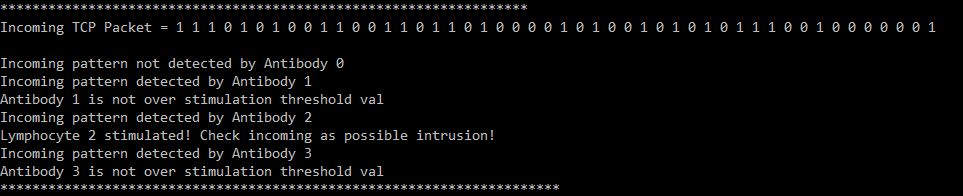 ******************************************************************
Incoming TCP Packet = 1 1 1 0 1 0 1 0 0 1 1 0 0 1 1 0 1 1 0 1 0 0 0 0 1 0 1 0 0 1 0 1 0 1 0 1 1 1 0 0 1 0 0 0 0 0 0 1
Incoming pattern not detected by Antibody 0
Incoming pattern detected by Antibody 1
Antibody 1 is not over stimulation threshold val
Incoming pattern detected by Antibody 2
Lymphocyte 2 stimulated! Check incoming as possible intrusion!
Incoming pattern detected by Antibody 3
Antibody 3 is not over stimulation threshold val
**********************************************************************